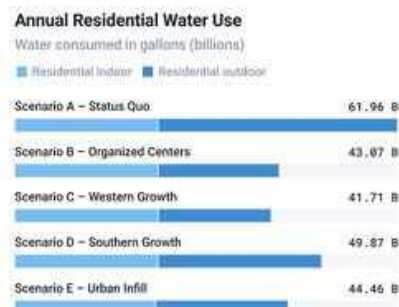 Annual Residential Water Use
Water consumed in gallons (billions)
Residential indoor Residential outdoor
Scenario A – Status Quo 61.96 B
Scenario B – Organized Centers 43.07 B
Scenario C – Western Growth 41.71 B
Scenario D – Southern Growth 49.87 B
Scenario E – Urban Infill 44.46 B